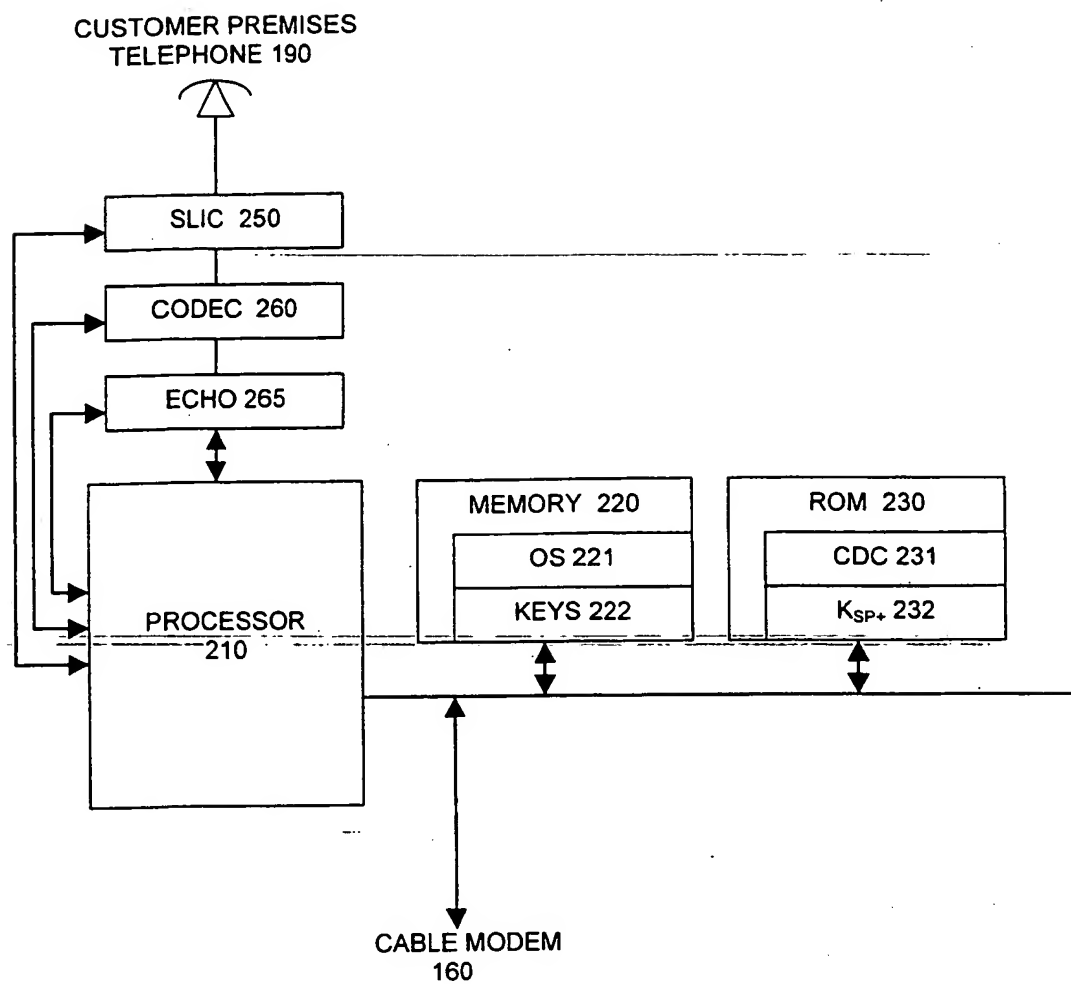 CUSTOMER PREMISES
TELEPHONE 190
SLIC 250
CODEC 260
ECHO 265
PROCESSOR
210
MEMORY 220
OS 221
KEYS 222
ROM 230
CDC 231
KSP+ 232
CABLE MODEM
160